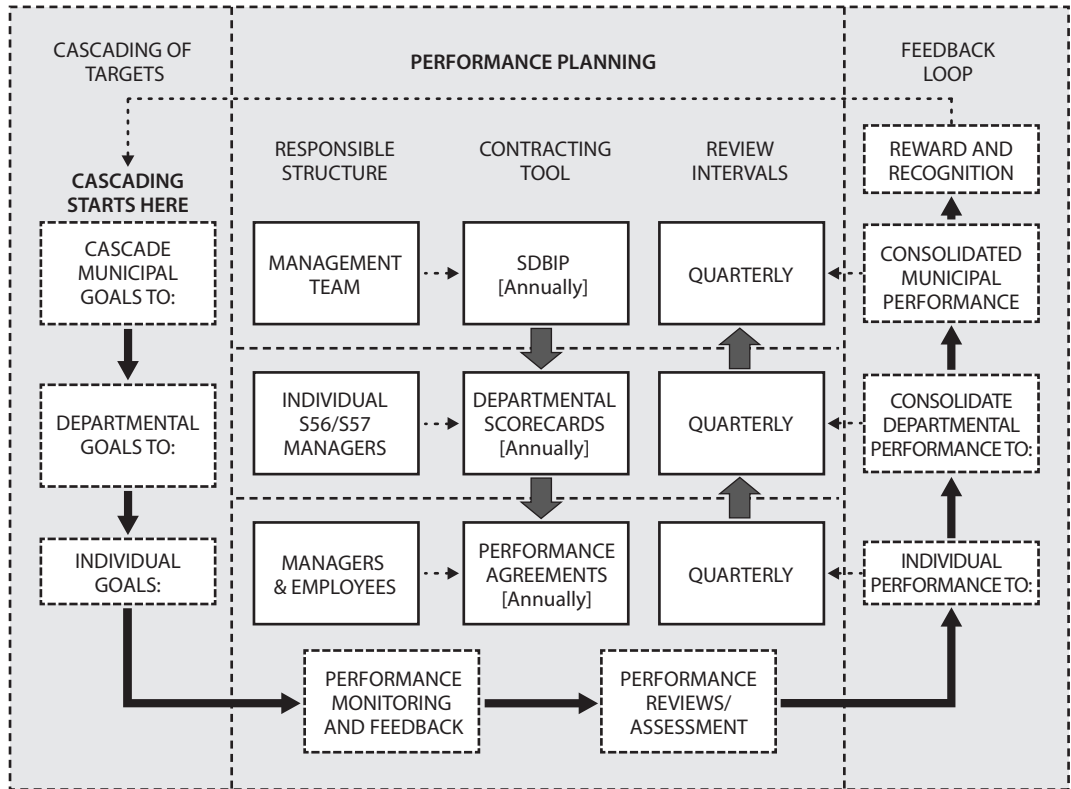 CASCADING OF
TARGETS
PERFORMANCE PLANNING
FEEDBACK
LOOP
RESPONSIBLE
STRUCTURE
CONTRACTING
TOOL
REVIEW
INTERVALS
REWARD AND
RECOGNITION
CASCADING
STARTS HERE
CASCADE
MUNICIPAL
GOALS TO:
MANAGEMENT
TEAM
SDBIP
[Annually]
QUARTERLY
CONSOLIDATED
MUNICIPAL
PERFORMANCE
DEPARTMENTAL
GOALS TO:
INDIVIDUAL
S56/S57
MANAGERS
DEPARTMENTAL
SCORECARDS
[Annually]
QUARTERLY
CONSOLIDATE
DEPARTMENTAL
PERFORMANCE TO:
INDIVIDUAL
GOALS:
MANAGERS
& EMPLOYEES
PERFORMANCE
AGREEMENTS
[Annually]
QUARTERLY
INDIVIDUAL
PERFORMANCE TO:
PERFORMANCE
MONITORING
AND FEEDBACK
PERFORMANCE
REVIEWS/
ASSESSMENT